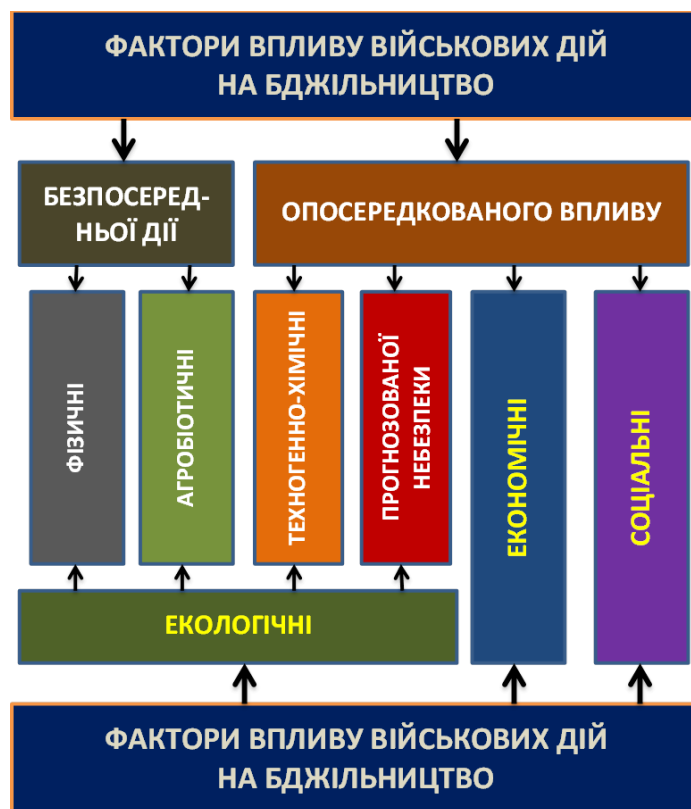 ФАКТОРИ ВПЛИВУ ВІЙСЬКОВИХ ДІЙ
НА БДЖІЛЬНИЦТВО
БЕЗПОСЕРЕД-
НЬОЇ ДІЇ
ОПОСЕРЕДКОВАНОГО ВПЛИВУ
ФІЗИЧНІ
АГРОБІОТИЧНІ
ТЕХНОГЕННО-ХІМІЧНІ
ПРОГНОЗОВАНОЇ
НЕБЕЗПЕКИ
ЕКОНОМІЧНІ
СОЦІАЛЬНІ
ЕКОЛОГІЧНІ
ФАКТОРИ ВПЛИВУ ВІЙСЬКОВИХ ДІЙ
НА БДЖІЛЬНИЦТВО